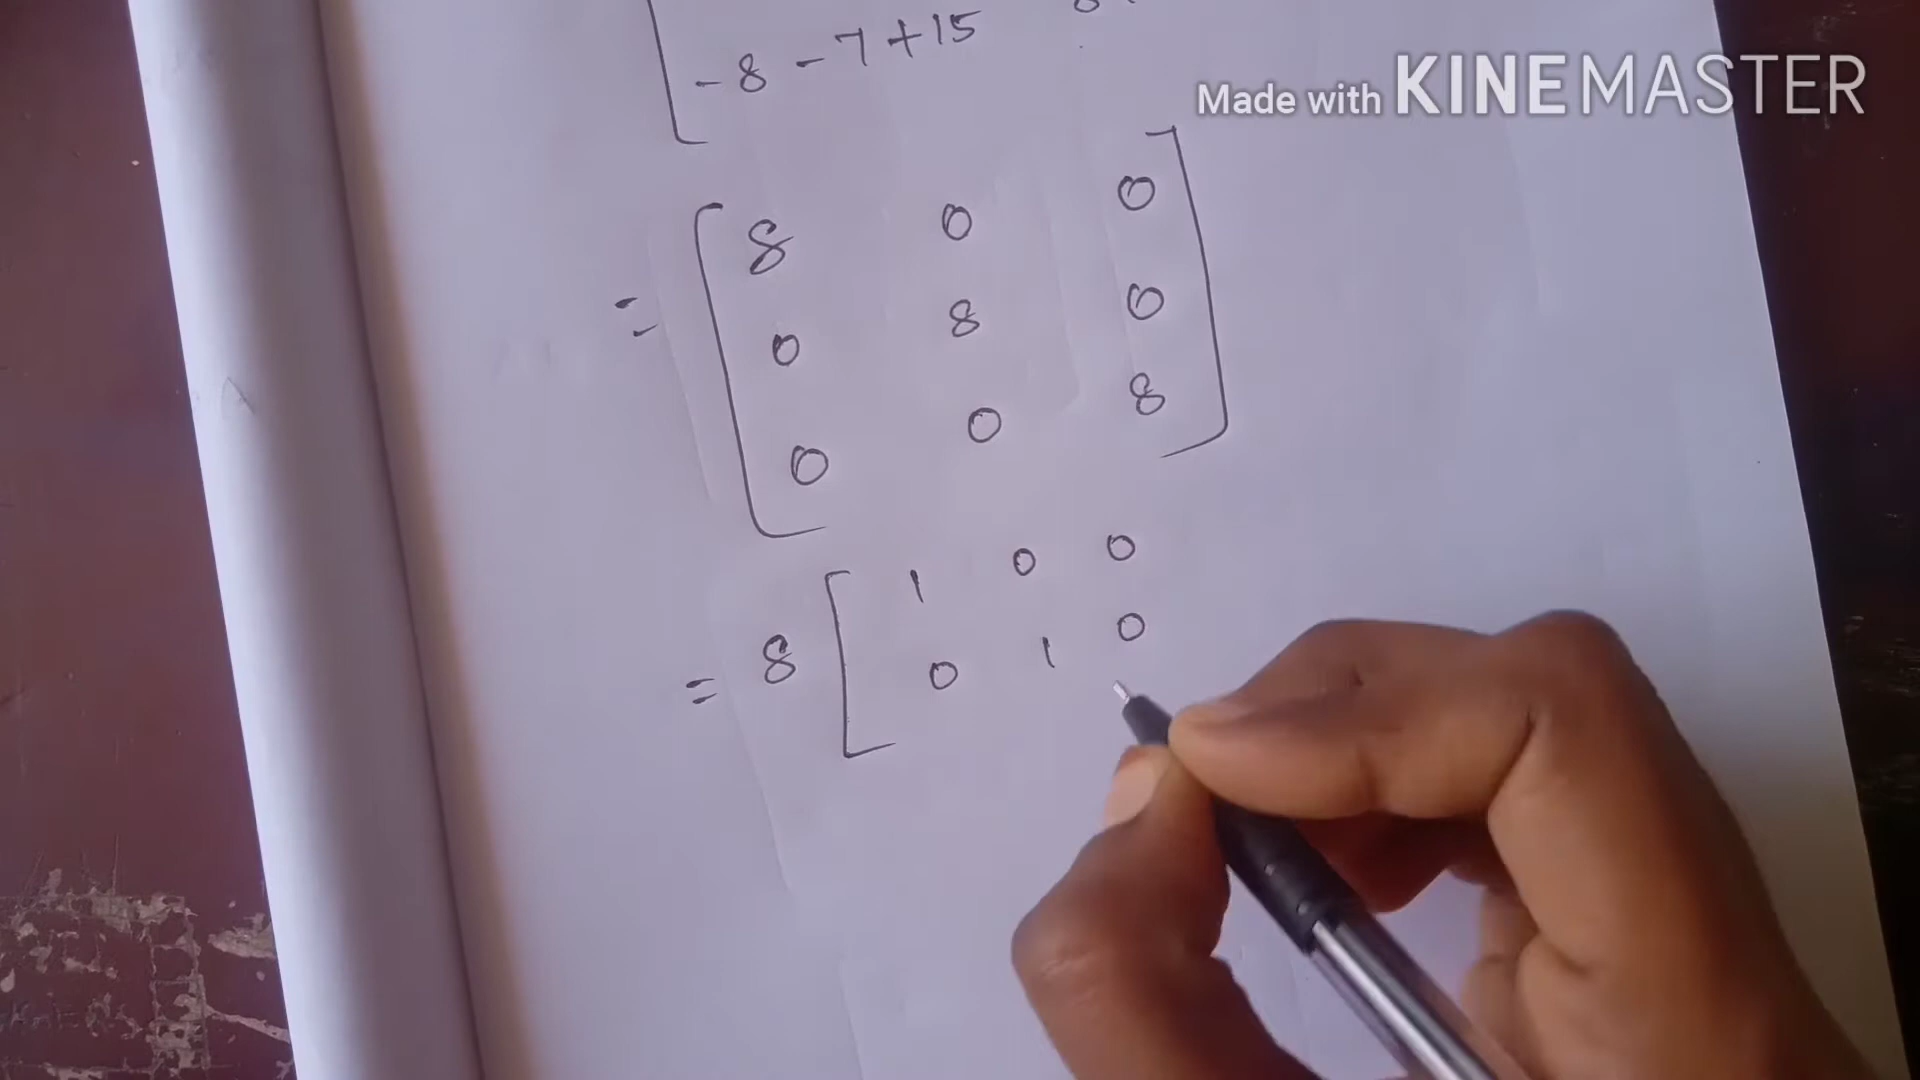 -8 -7 +15
Made with KINEMASTER
8 0 0
= 0 8 0
0 0 8
1 0 0
= 8 0 1 0